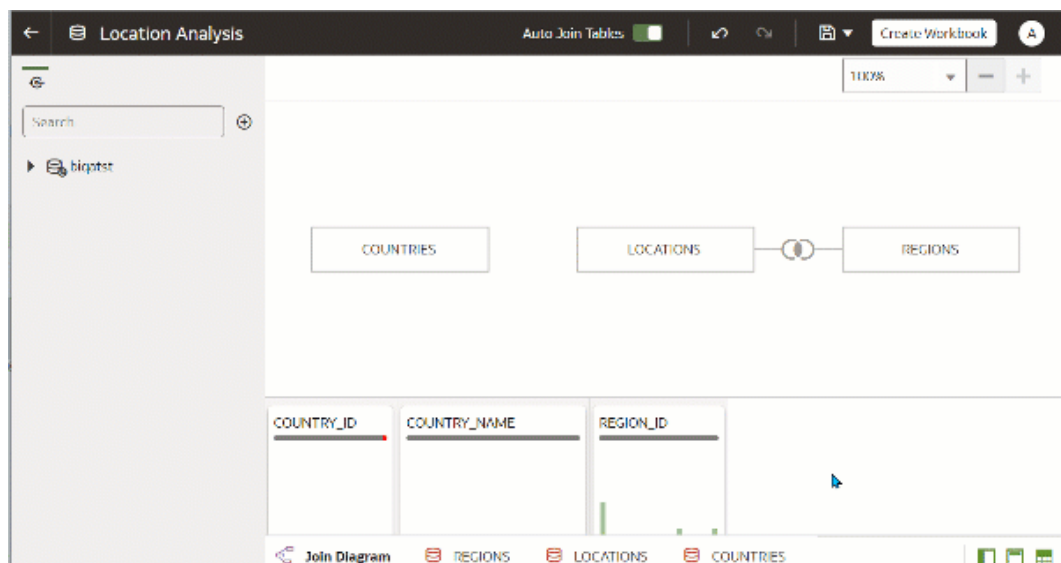 Location Analysis
Auto Join Tables
Create Workbook
A
100%
Search
biqptst
COUNTRIES
LOCATIONS
REGIONS
COUNTRY_ID
COUNTRY_NAME
REGION_ID
Join Diagram
REGIONS
LOCATIONS
COUNTRIES